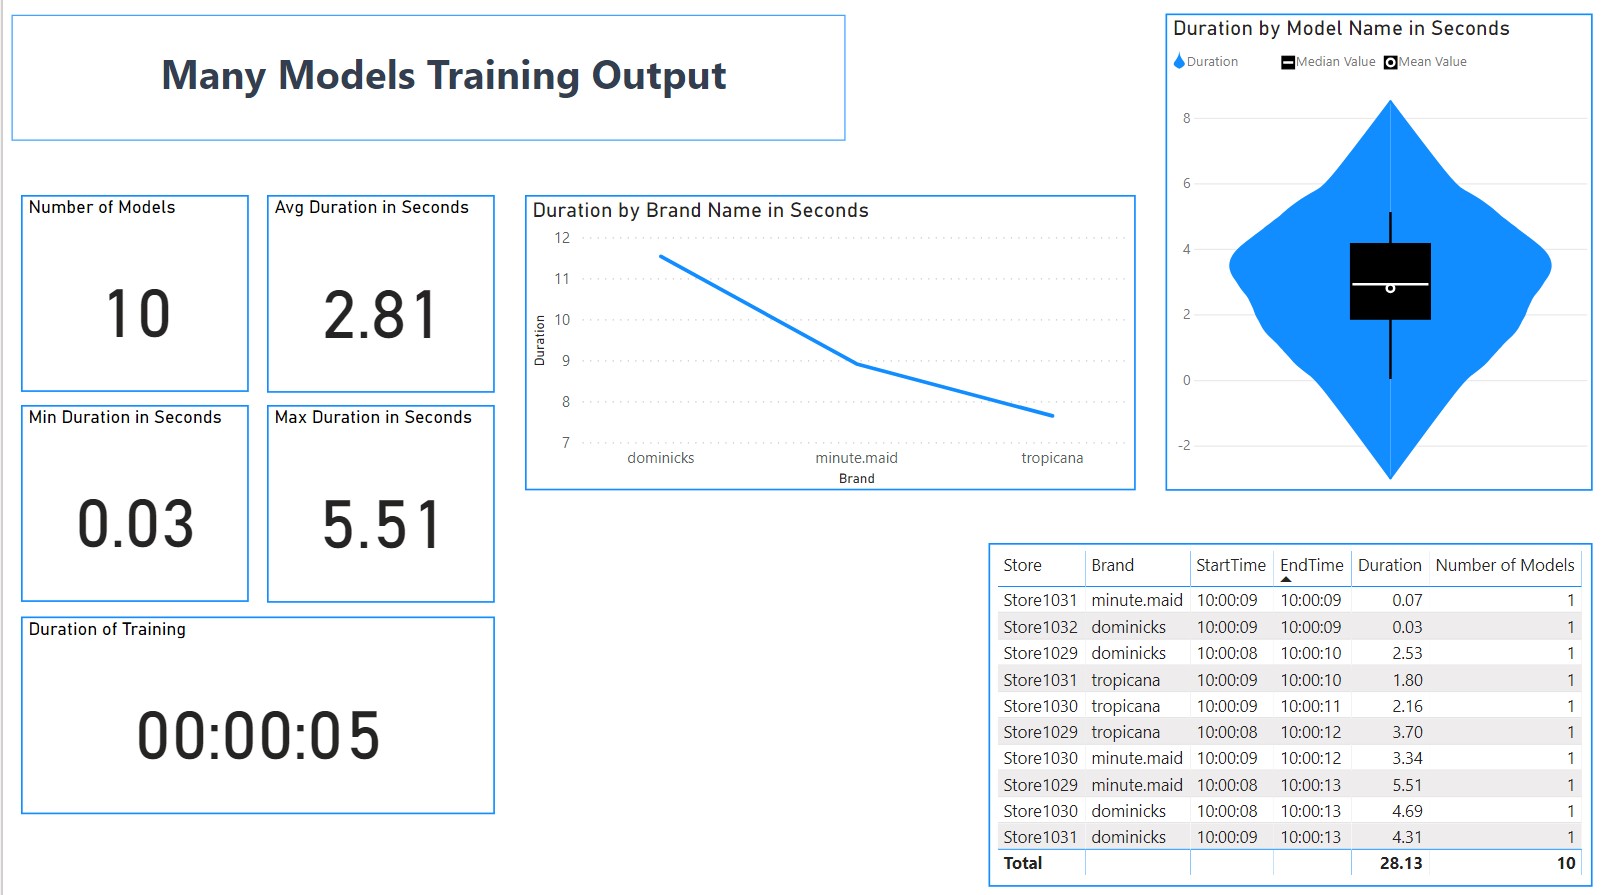 Many Models Training Output
Number of Models
10
Avg Duration in Seconds
2.81
Min Duration in Seconds
0.03
Max Duration in Seconds
5.51
Duration of Training
00:00:05
Duration by Brand Name in Seconds
12
11
10
9
8
7
Duration
dominicks minute.maid tropicana
Brand
Duration by Model Name in Seconds
Duration Median Value Mean Value
8
6
4
2
0
-2
Store Brand StartTime EndTime Duration Number of Models
Store1031 minute.maid 10:00:09 10:00:09 0.07 1
Store1032 dominicks 10:00:09 10:00:09 0.03 1
Store1029 dominicks 10:00:08 10:00:10 2.53 1
Store1031 tropicana 10:00:09 10:00:10 1.80 1
Store1030 tropicana 10:00:09 10:00:11 2.16 1
Store1029 tropicana 10:00:08 10:00:12 3.70 1
Store1030 minute.maid 10:00:09 10:00:12 3.34 1
Store1029 minute.maid 10:00:08 10:00:13 5.51 1
Store1030 dominicks 10:00:08 10:00:13 4.69 1
Store1031 dominicks 10:00:09 10:00:13 4.31 1
Total 28.13 10